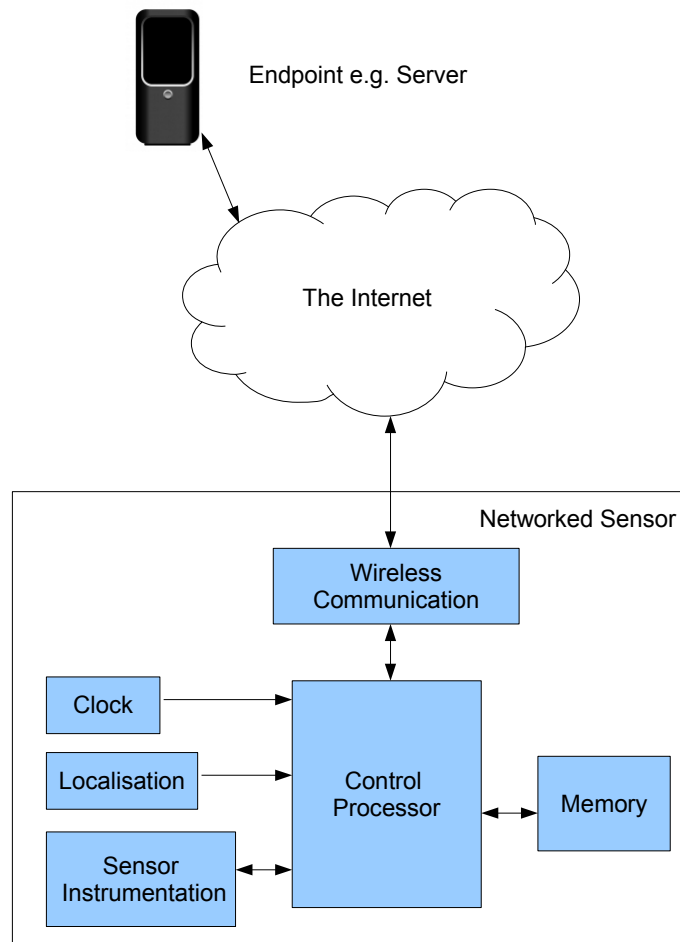 Endpoint e.g. Server
The Internet
Networked Sensor
Wireless
Communication
Clock
Localisation
Control
Processor
Memory
Sensor
Instrumentation